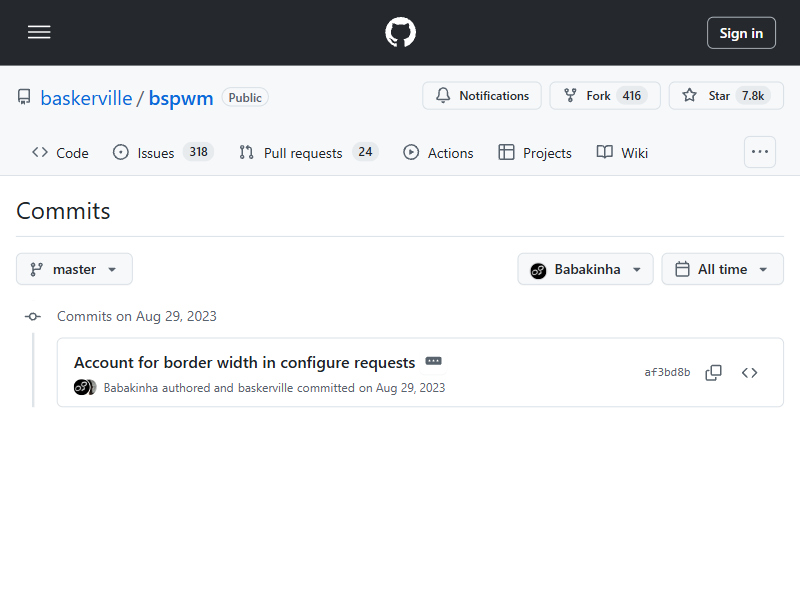 Sign in
baskerville / bspwm Public
Notifications Fork 416 Star 7.8k
Code Issues 318 Pull requests 24 Actions Projects Wiki
Commits
master Babakinha All time
Commits on Aug 29, 2023
Account for border width in configure requests
af3bd8b
Babakinha authored and baskerville committed on Aug 29, 2023